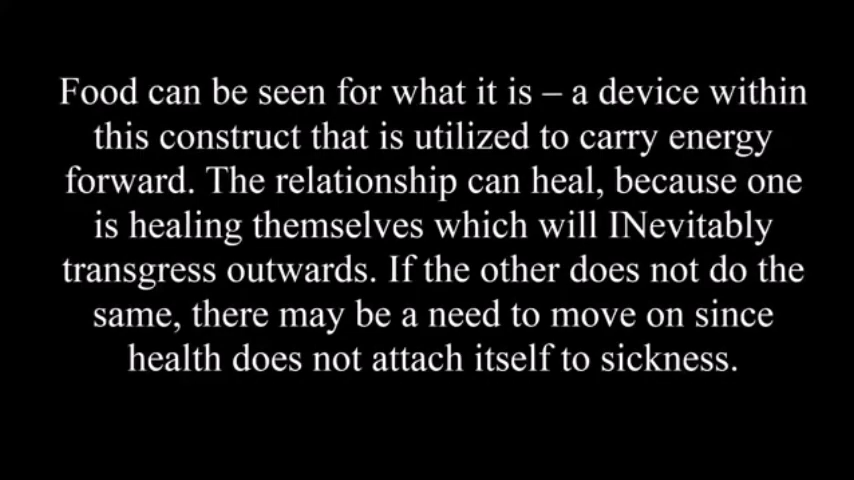 Food can be seen for what it is – a device within
this construct that is utilized to carry energy
forward. The relationship can heal, because one
is healing themselves which will INevitably
transgress outwards. If the other does not do the
same, there may be a need to move on since
health does not attach itself to sickness.